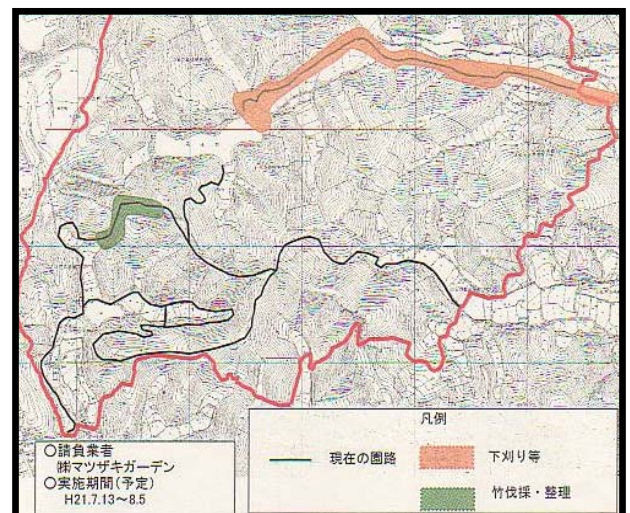 ○請負業者
㈱マツザキガーデン
○実施期間(予定)
H21.7.13～8.5
凡例
現在の園路
下刈り等
竹伐採・整理